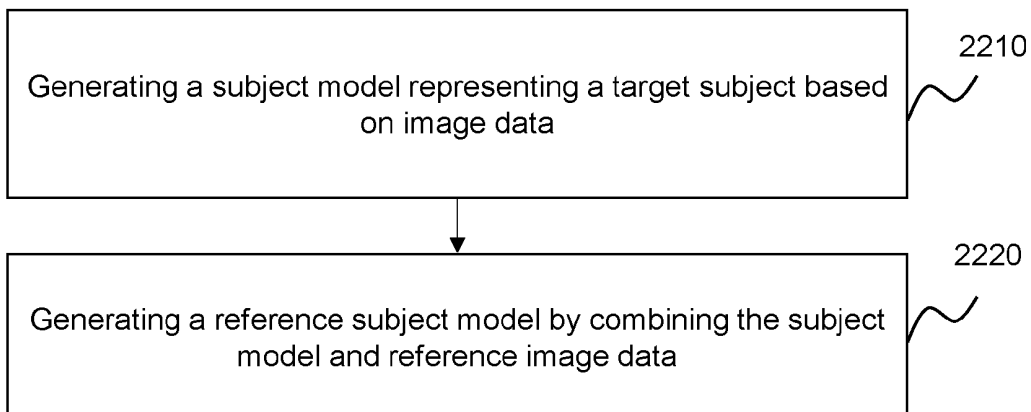 2210
Generating a subject model representing a target subject based
on image data
2220
Generating a reference subject model by combining the subject
model and reference image data